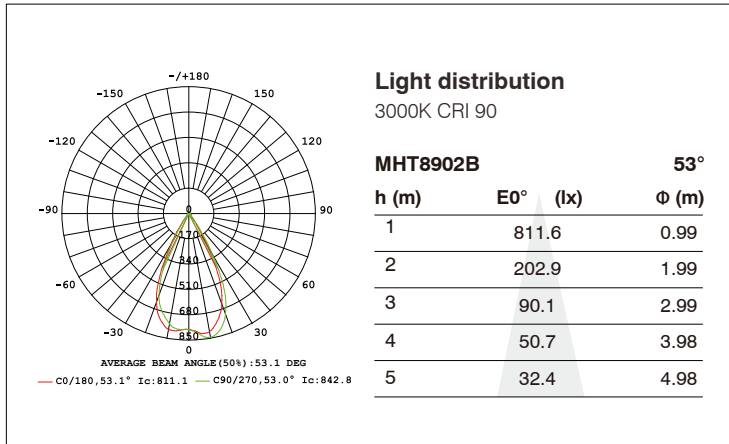 -/+180
-150
150
-120
120
-90
90
-60
60
-30
30
0
0
170
340
510
680
850
AVERAGE BEAM ANGLE(50%):53.1 DEG
C0/180,53.1° Ic:811.1 C90/270,53.0° Ic:842.8
Light distribution
3000K CRI 90
MHT8902B 53°
h (m) E0° (lx) Φ (m)
1 811.6 0.99
2 202.9 1.99
3 90.1 2.99
4 50.7 3.98
5 32.4 4.98